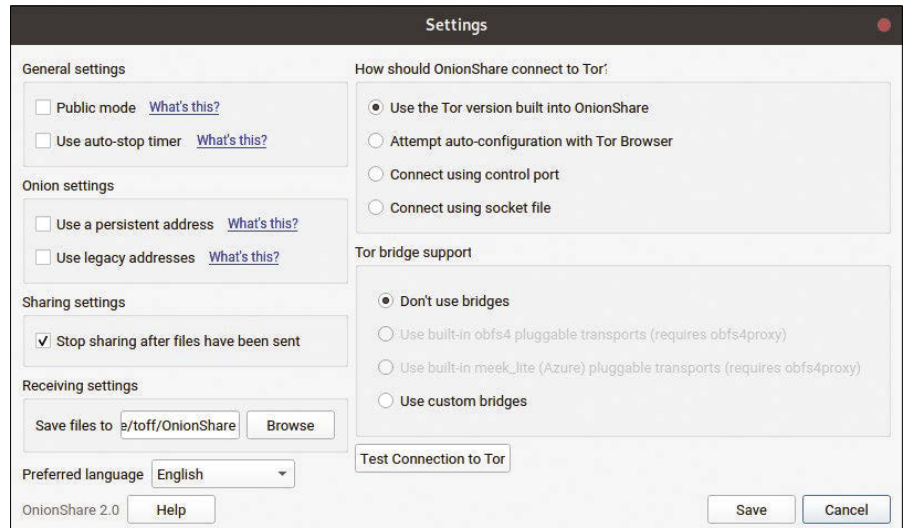 Settings
General settings
Public mode What's this?
Use auto-stop timer What's this?
Onion settings
Use a persistent address What's this?
Use legacy addresses What's this?
Sharing settings
Stop sharing after files have been sent
Receiving settings
Save files to e/toff/OnionShare Browse
Preferred language English
OnionShare 2.0 Help
How should OnionShare connect to Tor?
Use the Tor version built into OnionShare
Attempt auto-configuration with Tor Browser
Connect using control port
Connect using socket file
Tor bridge support
Don't use bridges
Use built-in obfs4 pluggable transports (requires obfs4proxy)
Use built-in meek_lite (Azure) pluggable transports (requires obfs4proxy)
Use custom bridges
Test Connection to Tor
Save Cancel